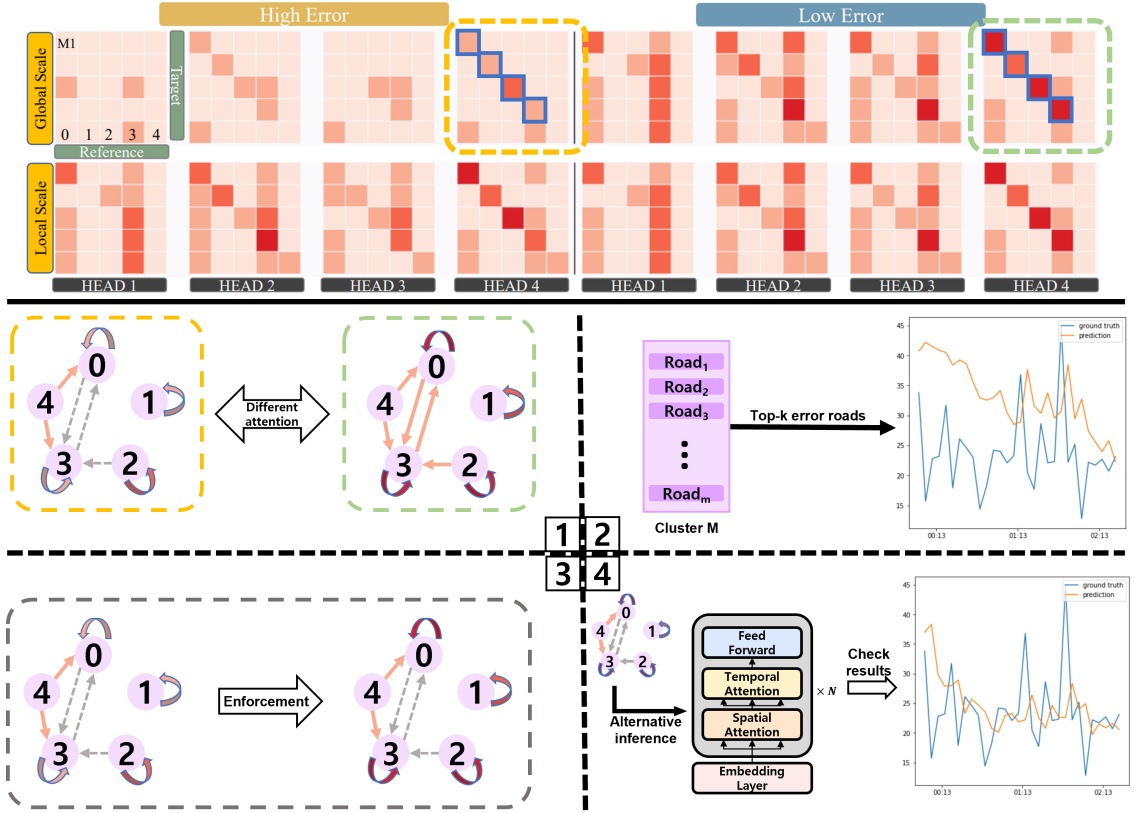 High Error
Low Error
Global Scale
M1
Target
0 1 2 3 4
Reference
Local Scale
HEAD 1
HEAD 2
HEAD 3
HEAD 4
HEAD 1
HEAD 2
HEAD 3
HEAD 4
0
4
1
3
2
Different
attention
0
4
1
3
2
Road1
Road2
Road3
Roadm
Cluster M
Top-k error roads
ground truth
prediction
45
40
35
30
25
20
15
00:13
01:13
02:13
1
2
3
4
0
4
1
3
2
Enforcement
0
4
1
3
2
0
4
1
3
2
Alternative
inference
Feed
Forward
Temporal
Attention
Spatial
Attention
Embedding
Layer
× N
Check
results
ground truth
prediction
45
40
35
30
25
20
15
00:13
01:13
02:13